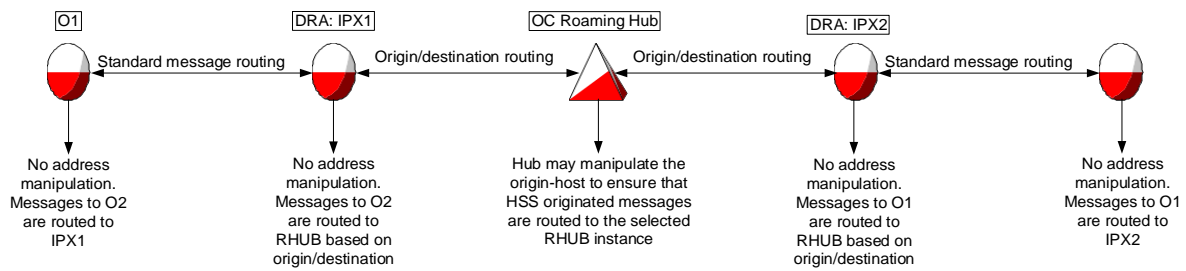 O1
DRA: IPX1
OC Roaming Hub
DRA: IPX2
Standard message routing
Origin/destination routing
Origin/destination routing
Standard message routing
No address
manipulation.
Messages to O2
are routed to
IPX1
No address
manipulation.
Messages to O2
are routed to
RHUB based on
origin/destination
Hub may manipulate the
origin-host to ensure that
HSS originated messages
are routed to the selected
RHUB instance
No address
manipulation.
Messages to O1
are routed to
RHUB based on
origin/destination
No address
manipulation.
Messages to O1
are routed to
IPX2